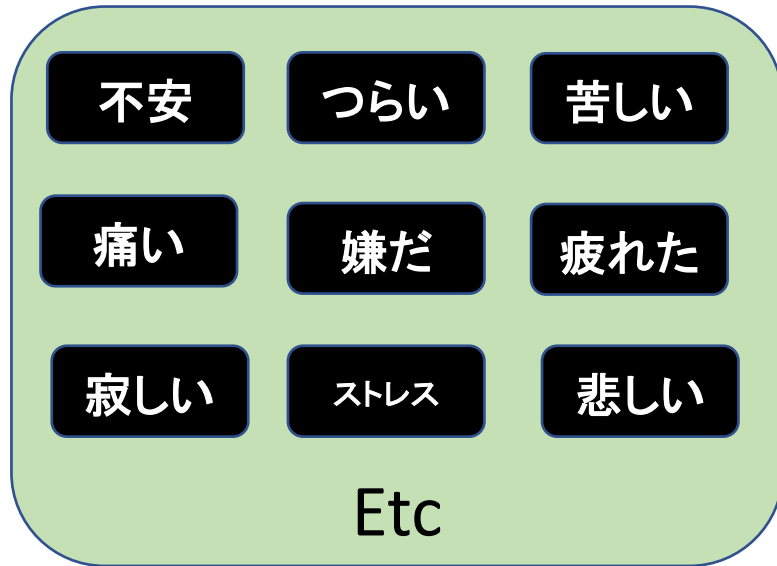 不安
つらい
苦しい
痛い
嫌だ
疲れた
寂しい
ストレス
悲しい
Etc